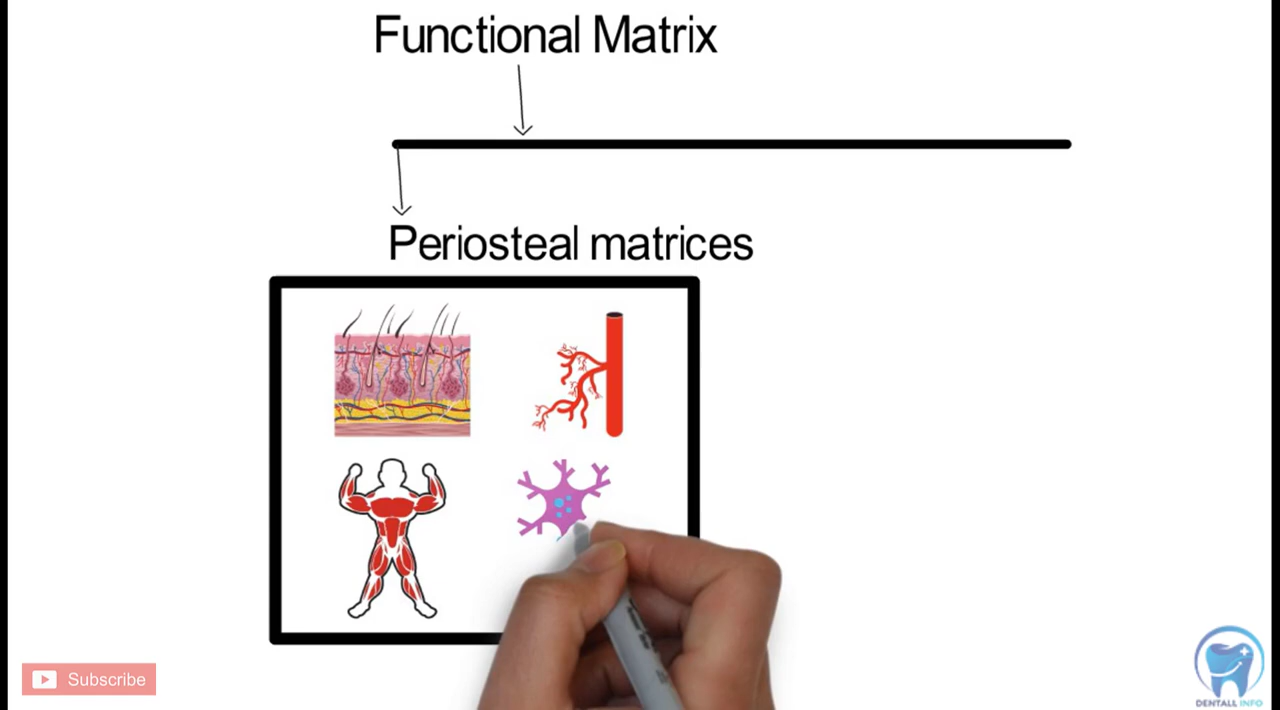 Functional Matrix
Periosteal matrices
Subscribe
DENTALL INFO